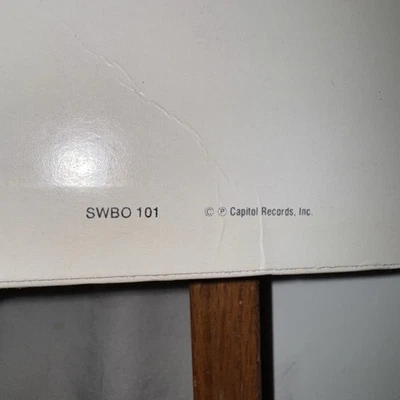 SWBO 101 © ℗ Capitol Records, Inc.